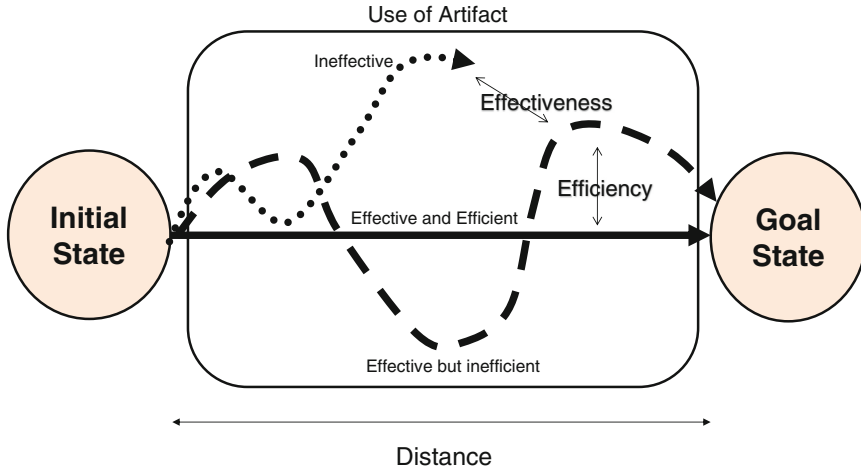 Use of Artifact
Ineffective
Effectiveness
Efficiency
Initial
State
Effective and Efficient
Goal
State
Effective but inefficient
Distance